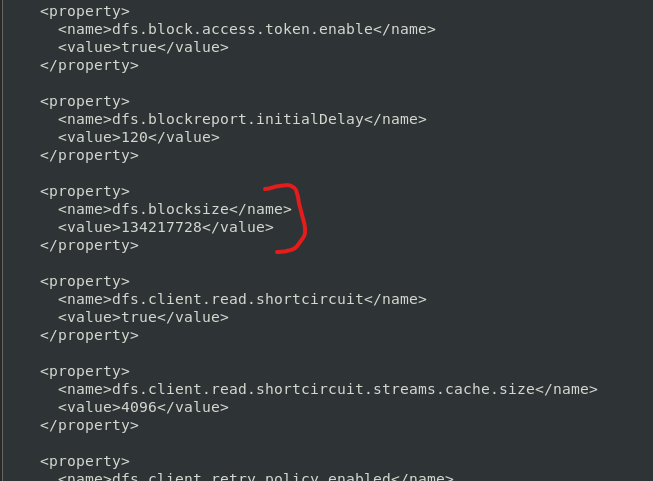 <property>
<name>dfs.block.access.token.enable</name>
<value>true</value>
</property>
<property>
<name>dfs.blockreport.initialDelay</name>
<value>120</value>
</property>
<property>
<name>dfs.blocksize</name>
<value>134217728</value>
</property>
<property>
<name>dfs.client.read.shortcircuit</name>
<value>true</value>
</property>
<property>
<name>dfs.client.read.shortcircuit.streams.cache.size</name>
<value>4096</value>
</property>
<property>
<name>dfs.client.retry.policy.enabled</name>